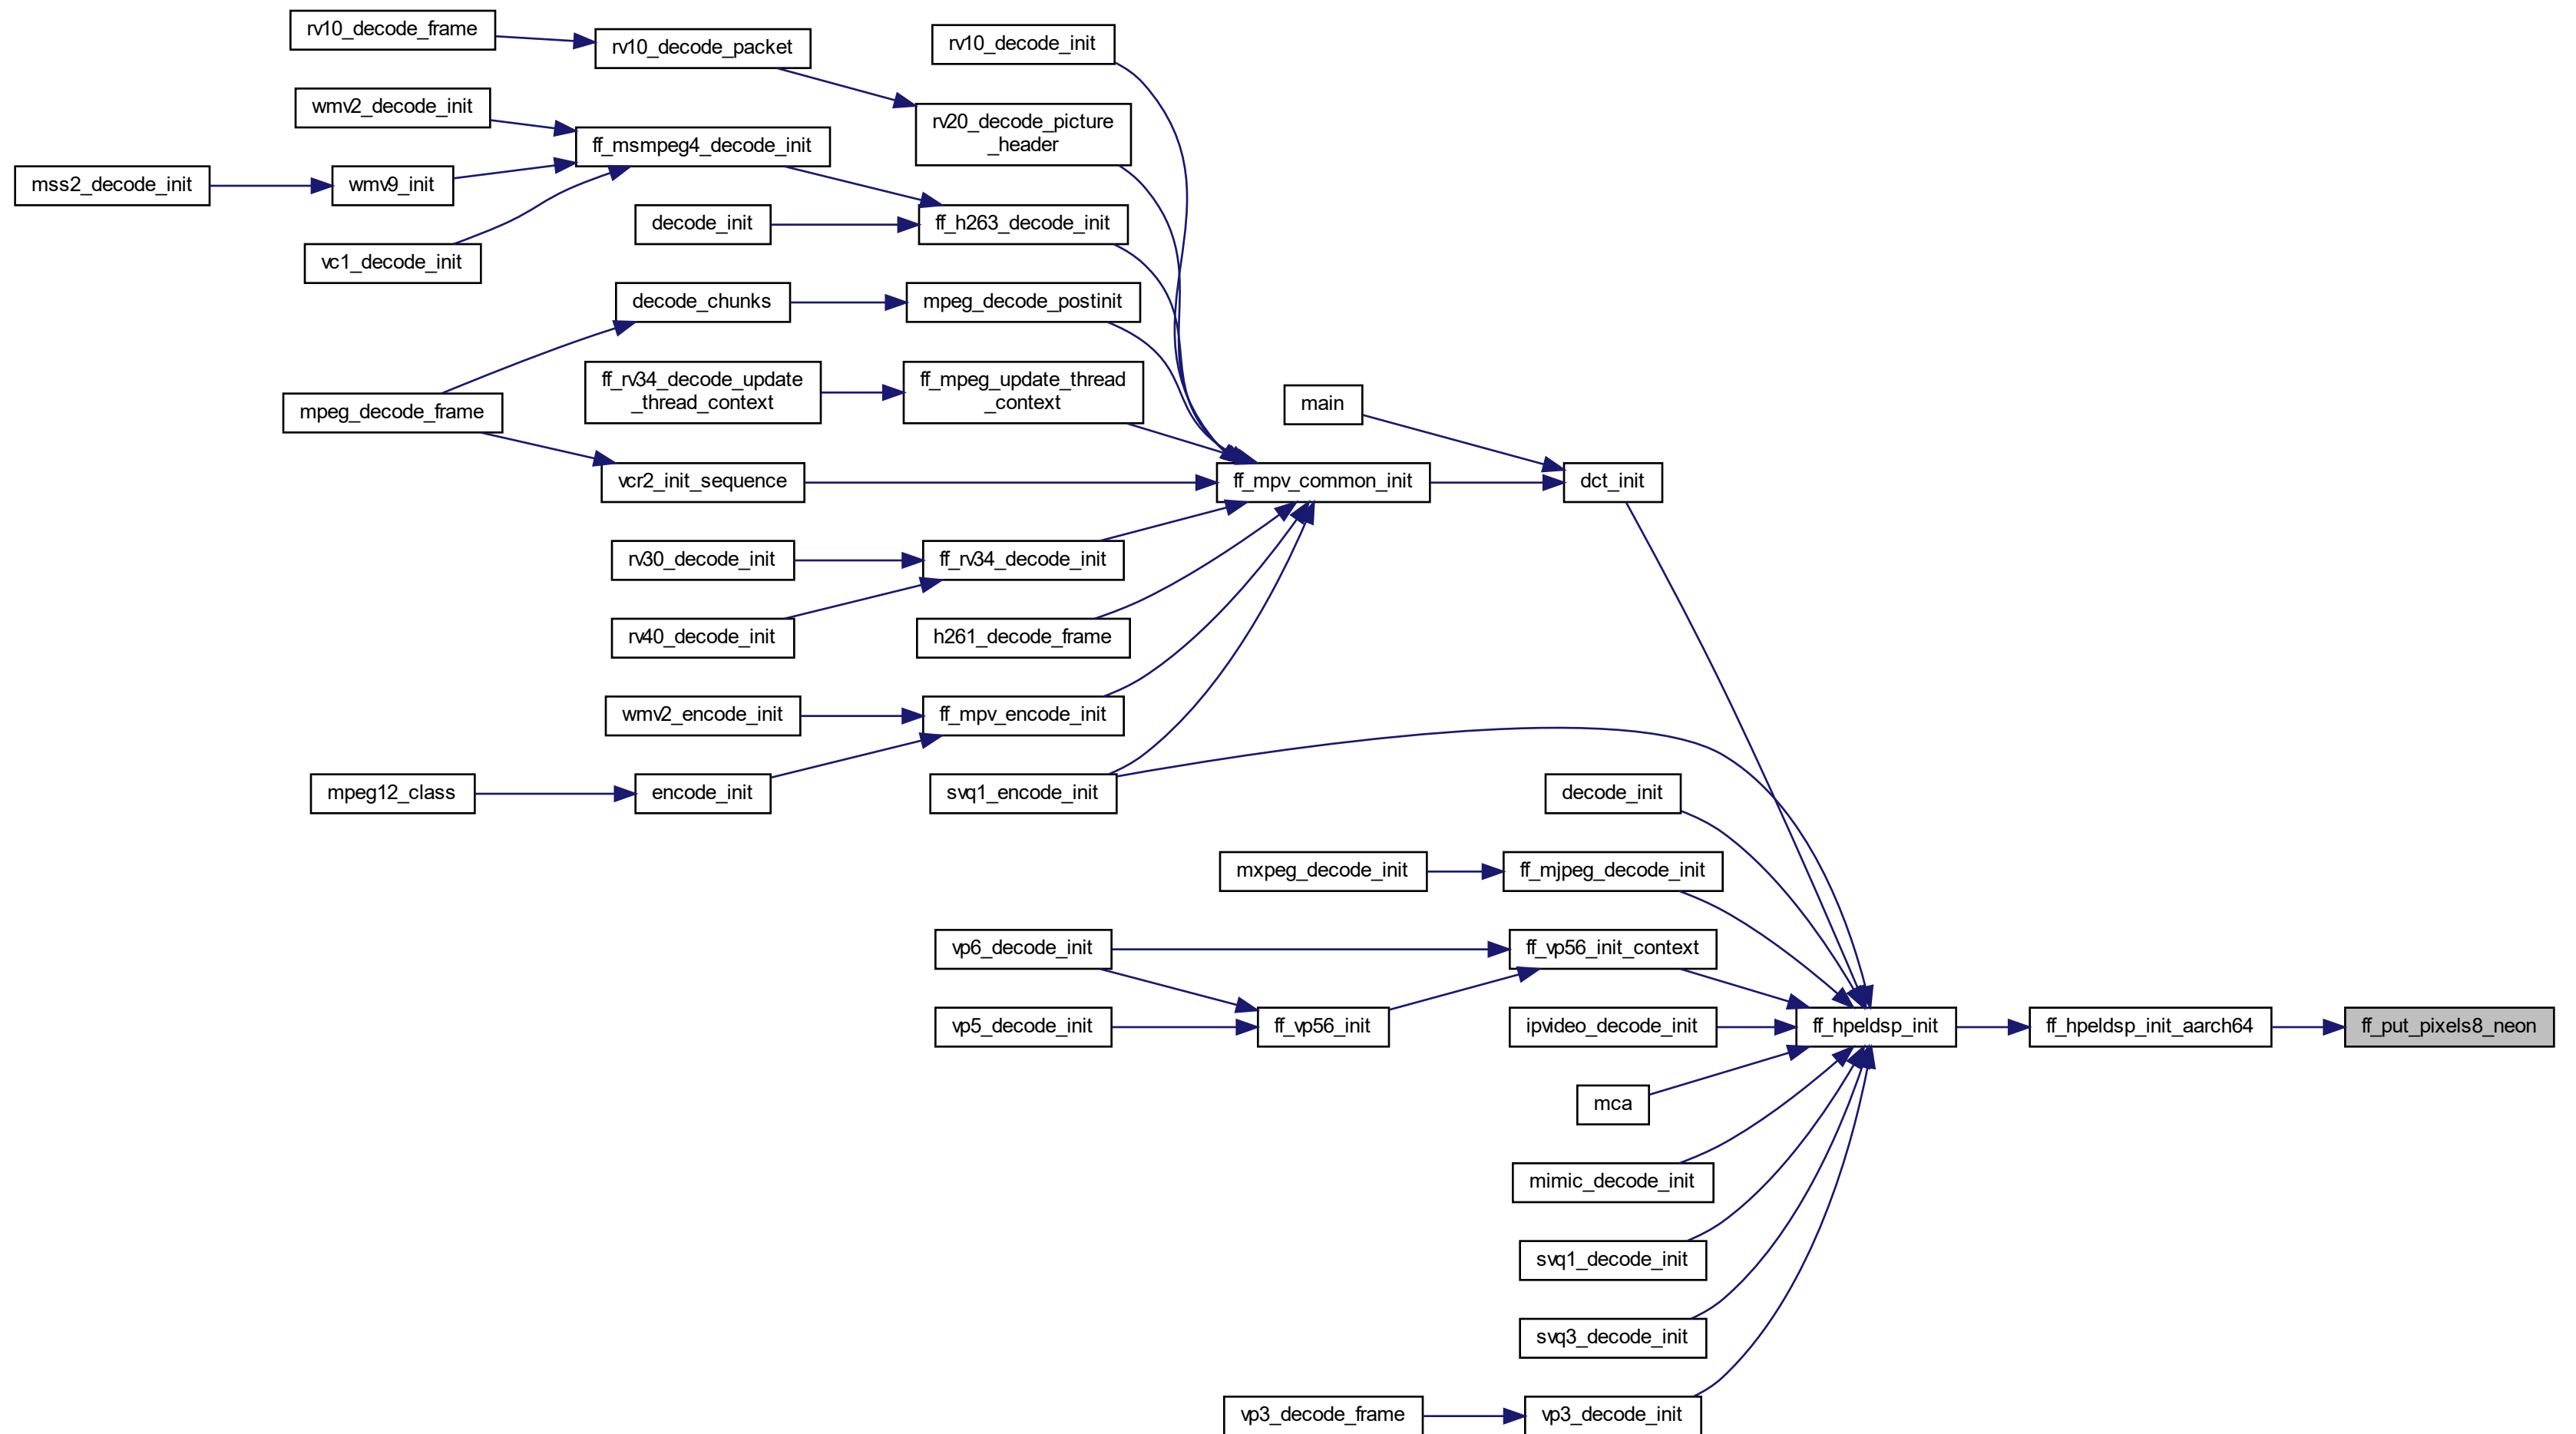 rv10_decode_frame
rv10_decode_packet
rv10_decode_init
wmv2_decode_init
rv20_decode_picture
_header
ff_msmpeg4_decode_init
mss2_decode_init
wmv9_init
decode_init
ff_h263_decode_init
vc1_decode_init
decode_chunks
mpeg_decode_postinit
ff_rv34_decode_update
_thread_context
ff_mpeg_update_thread
_context
main
mpeg_decode_frame
vcr2_init_sequence
ff_mpv_common_init
dct_init
rv30_decode_init
ff_rv34_decode_init
rv40_decode_init
h261_decode_frame
wmv2_encode_init
ff_mpv_encode_init
mpeg12_class
encode_init
svq1_encode_init
decode_init
mxpeg_decode_init
ff_mjpeg_decode_init
vp6_decode_init
ff_vp56_init_context
vp5_decode_init
ff_vp56_init
ipvideo_decode_init
ff_hpeldsp_init
ff_hpeldsp_init_aarch64
ff_put_pixels8_neon
mca
mimic_decode_init
svq1_decode_init
svq3_decode_init
vp3_decode_frame
vp3_decode_init